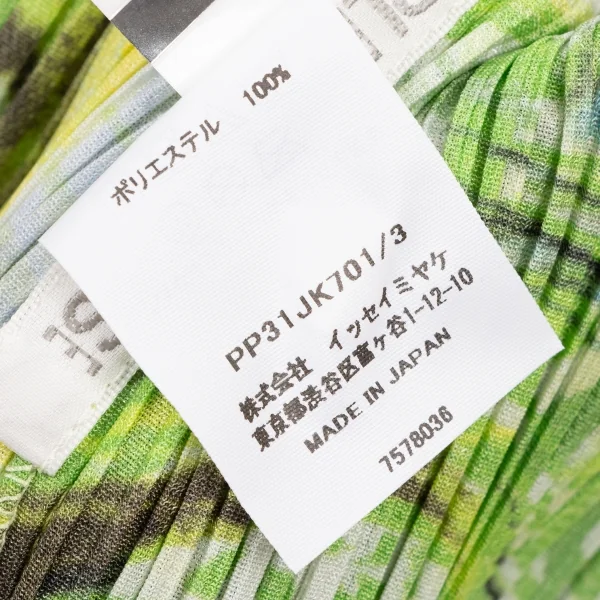 ポリエステル 100%
PP31JK701/3
株式会社 イッセイミヤケ
東京都渋谷区富ヶ谷1-12-10
MADE IN JAPAN
7578036